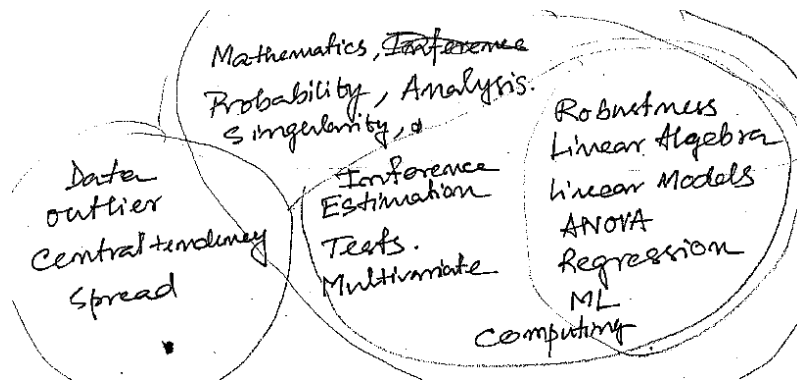 Mathematics, Inference
Probability, Analysis.
Singularity,
Data
outlier
Central tendency
Spread
Inference
Estimation
Tests.
Multivariate
Robustness
Linear Algebra
Linear Models
ANOVA
Regression
ML
Computing